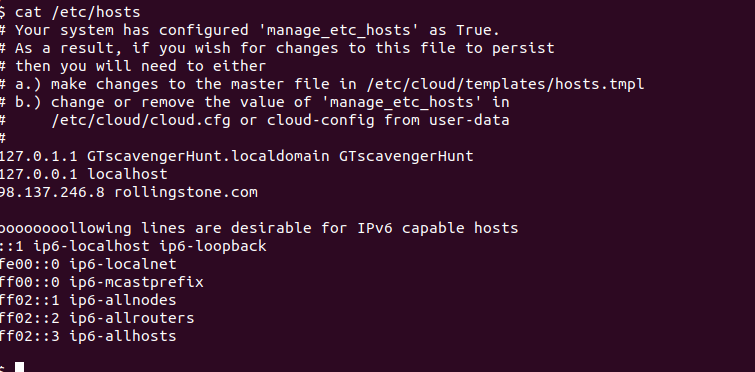 $ cat /etc/hosts
# Your system has configured 'manage_etc_hosts' as True.
# As a result, if you wish for changes to this file to persist
# then you will need to either
# a.) make changes to the master file in /etc/cloud/templates/hosts.tmpl
# b.) change or remove the value of 'manage_etc_hosts' in
#     /etc/cloud/cloud.cfg or cloud-config from user-data
#
127.0.1.1 GTscavengerHunt.localdomain GTscavengerHunt
127.0.0.1 localhost
98.137.246.8 rollingstone.com
oooooooollowing lines are desirable for IPv6 capable hosts
::1 ip6-localhost ip6-loopback
fe00::0 ip6-localnet
ff00::0 ip6-mcastprefix
ff02::1 ip6-allnodes
ff02::2 ip6-allrouters
ff02::3 ip6-allhosts
$